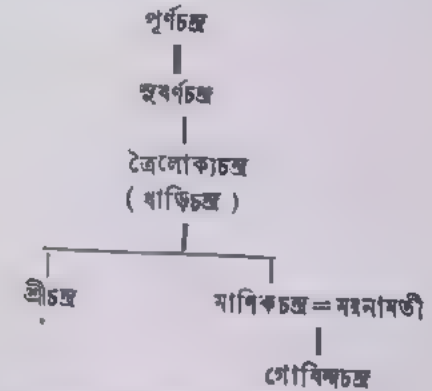 পূর্ণচন্দ্র
সুবর্ণচন্দ্র
ত্রৈলোক্যচন্দ্র
( ধাড়িচন্দ্র )
শ্রীচন্দ্র মাণিকচন্দ্র = ময়নামতী
গোবিন্দচন্দ্র